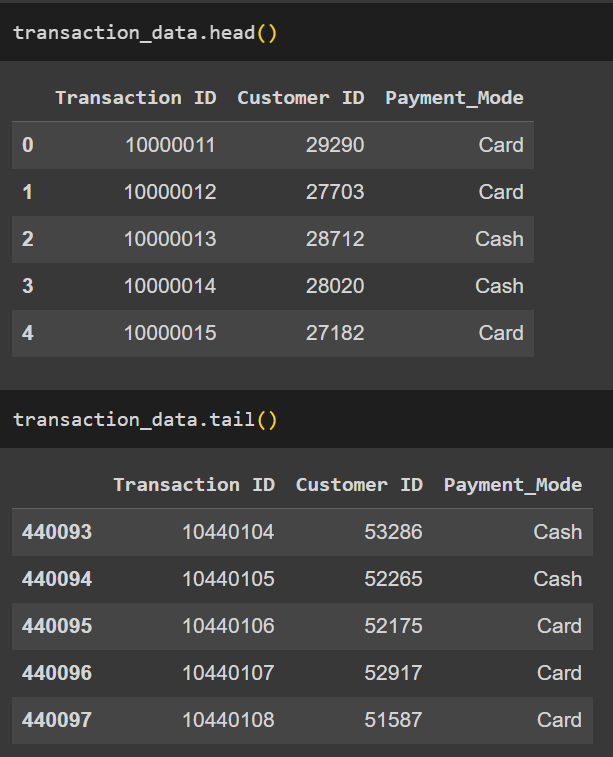 transaction_data.head()
Transaction ID Customer ID Payment_Mode
0 10000011 29290 Card
1 10000012 27703 Card
2 10000013 28712 Cash
3 10000014 28020 Cash
4 10000015 27182 Card
transaction_data.tail()
Transaction ID Customer ID Payment_Mode
440093 10440104 53286 Cash
440094 10440105 52265 Cash
440095 10440106 52175 Card
440096 10440107 52917 Card
440097 10440108 51587 Card